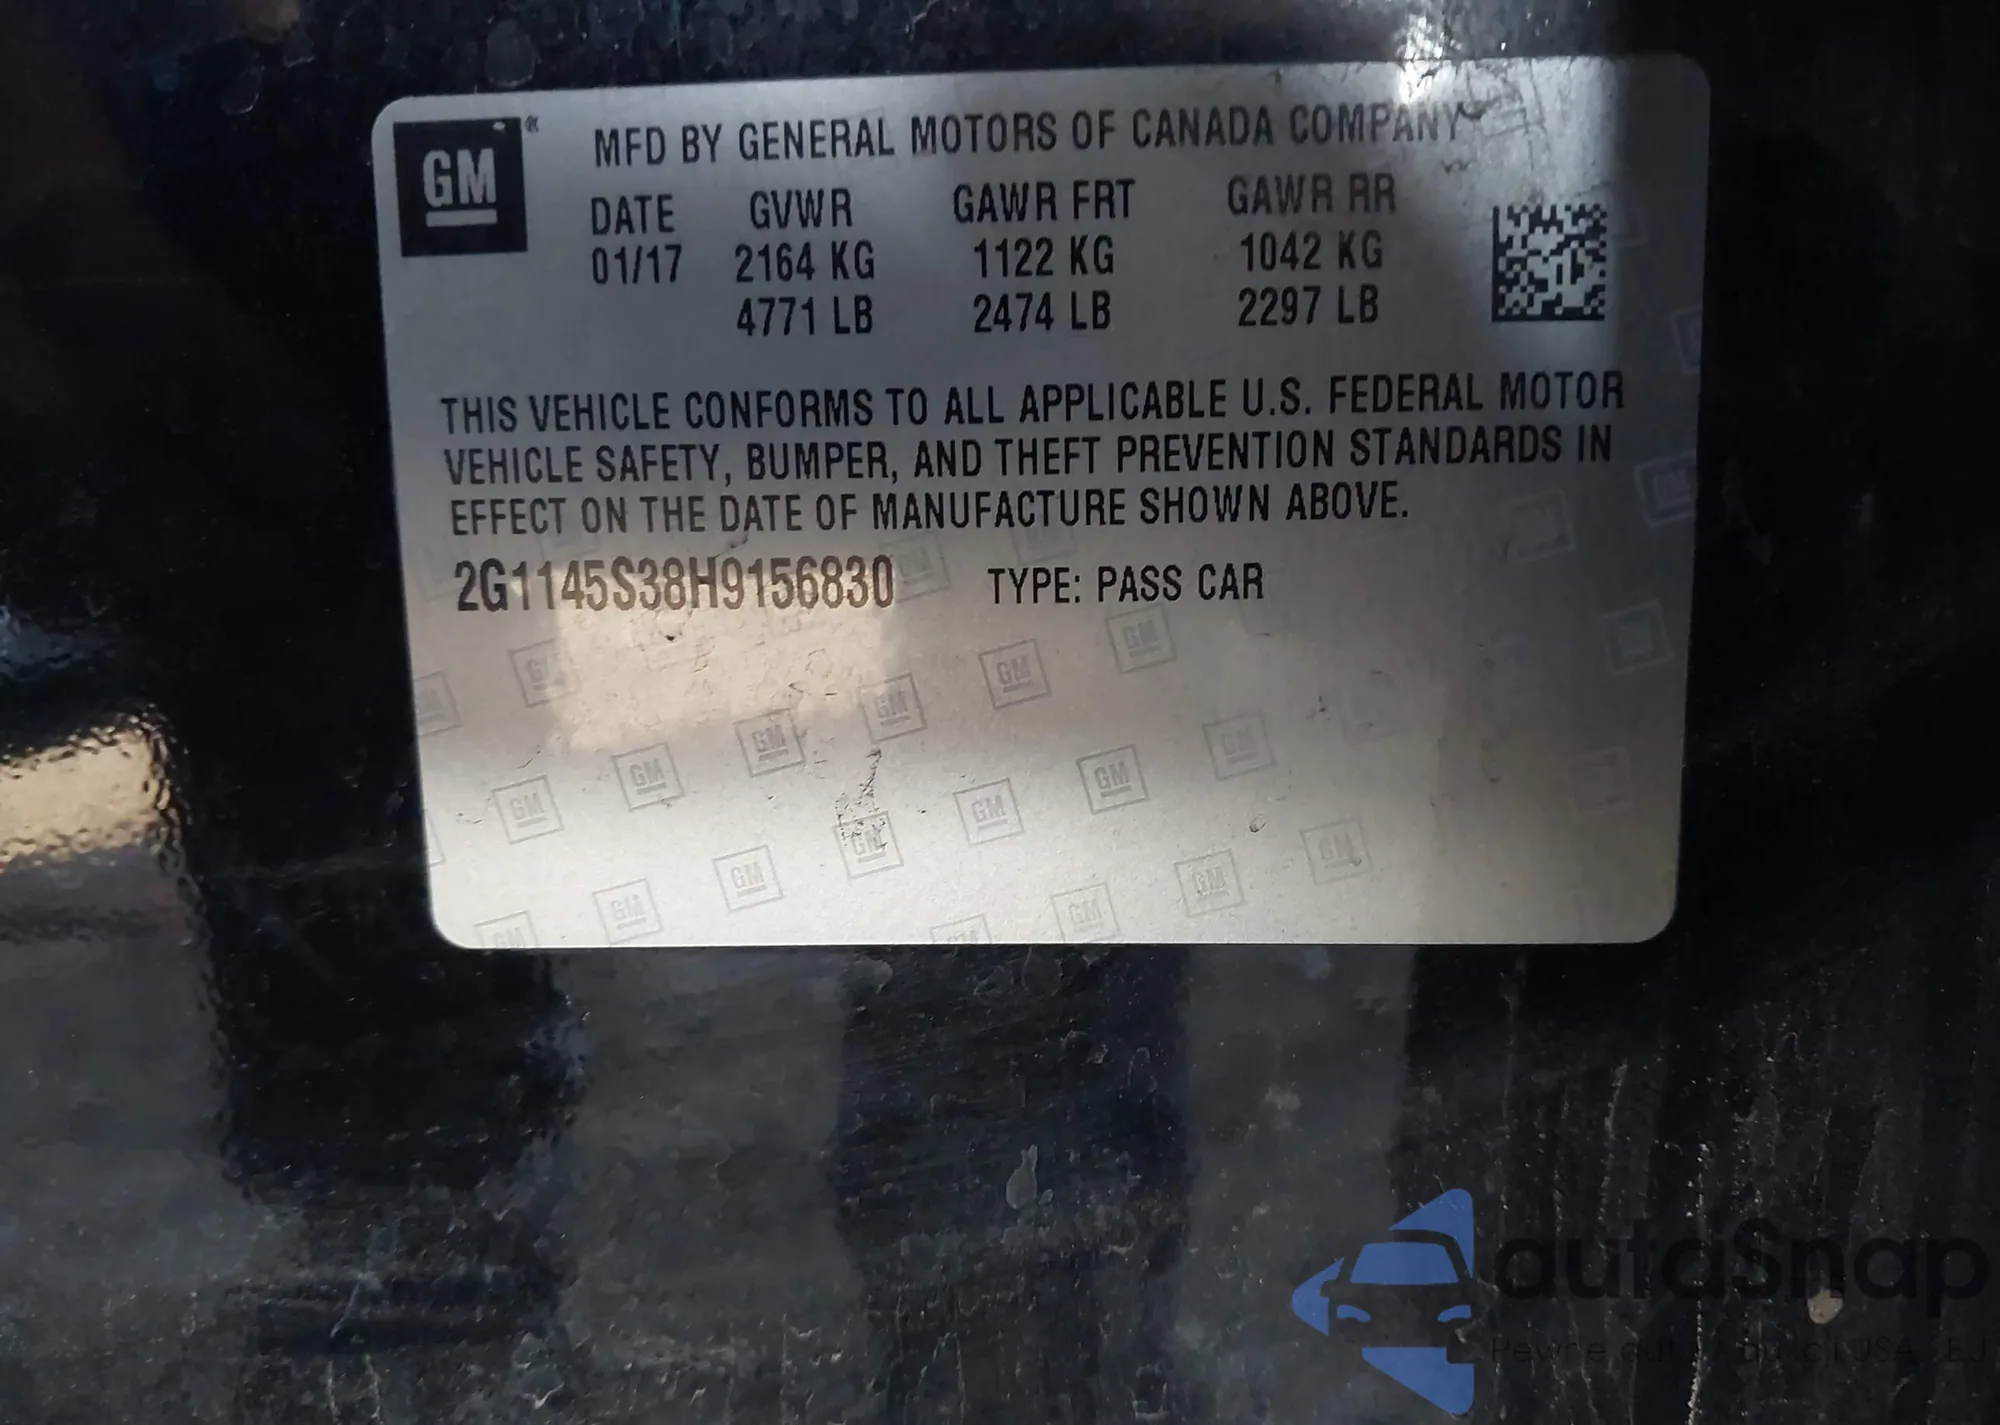 GM
MFD BY GENERAL MOTORS OF CANADA COMPANY
DATE GVWR GAWR FRT GAWR RR
01/17 2164 KG 1122 KG 1042 KG
4771 LB 2474 LB 2297 LB
THIS VEHICLE CONFORMS TO ALL APPLICABLE U.S. FEDERAL MOTOR
VEHICLE SAFETY, BUMPER, AND THEFT PREVENTION STANDARDS IN
EFFECT ON THE DATE OF MANUFACTURE SHOWN ABOVE.
2G1145S38H9156830 TYPE: PASS CAR
autoSnap